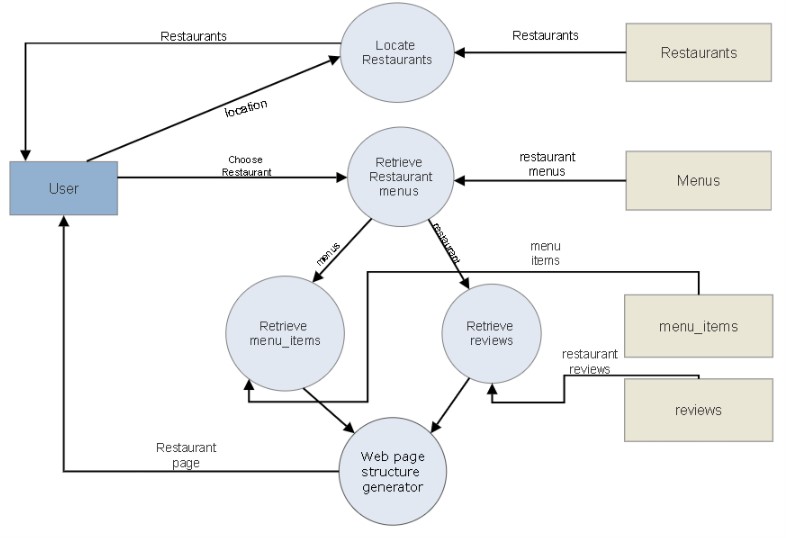 Restaurants
Locate
Restaurants
Restaurants
Restaurants
location
User
Choose
Restaurant
Retrieve
Restaurant
menus
restaurant
menus
Menus
menus
restaurant
menu
items
Retrieve
menu_items
Retrieve
reviews
menu_items
restaurant
reviews
reviews
Restaurant
page
Web page
structure
generator